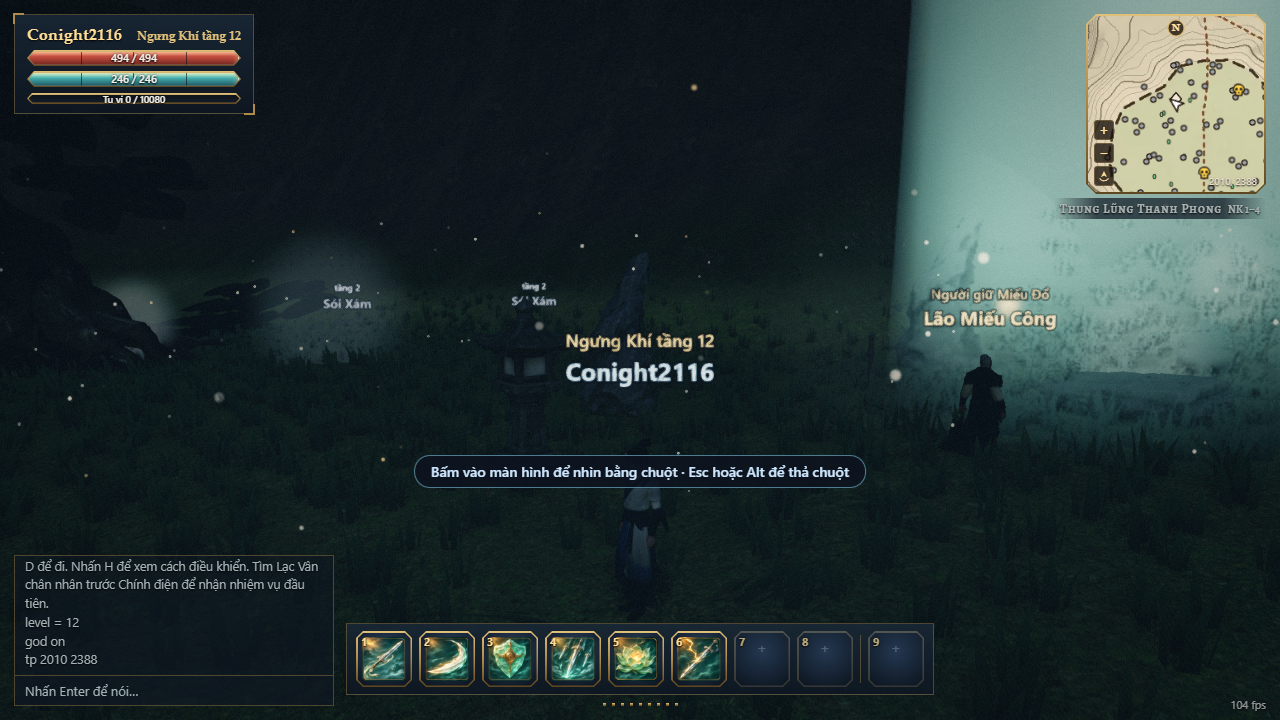 Conight2116 Ngưng Khí tầng 12
494 / 494
246 / 246
Tu vi 0 / 10080
N
+
−
2010, 2388
Thung Lũng Thanh Phong NK1-4
tầng 2
Sói Xám
tầng 2
Xám
Người giữ Miếu Đổ
Lão Miếu Công
Ngưng Khí tầng 12
Conight2116
Bấm vào màn hình để nhìn bằng chuột · Esc hoặc Alt để thả chuột
D để đi. Nhấn H để xem cách điều khiển. Tìm Lạc Vân
chân nhân trước Chính điện để nhận nhiệm vụ đầu
tiên.
level = 12
god on
tp 2010 2388
Nhấn Enter để nói...
1 2 3 4 5 6 7 8 9
+ + +
104 fps